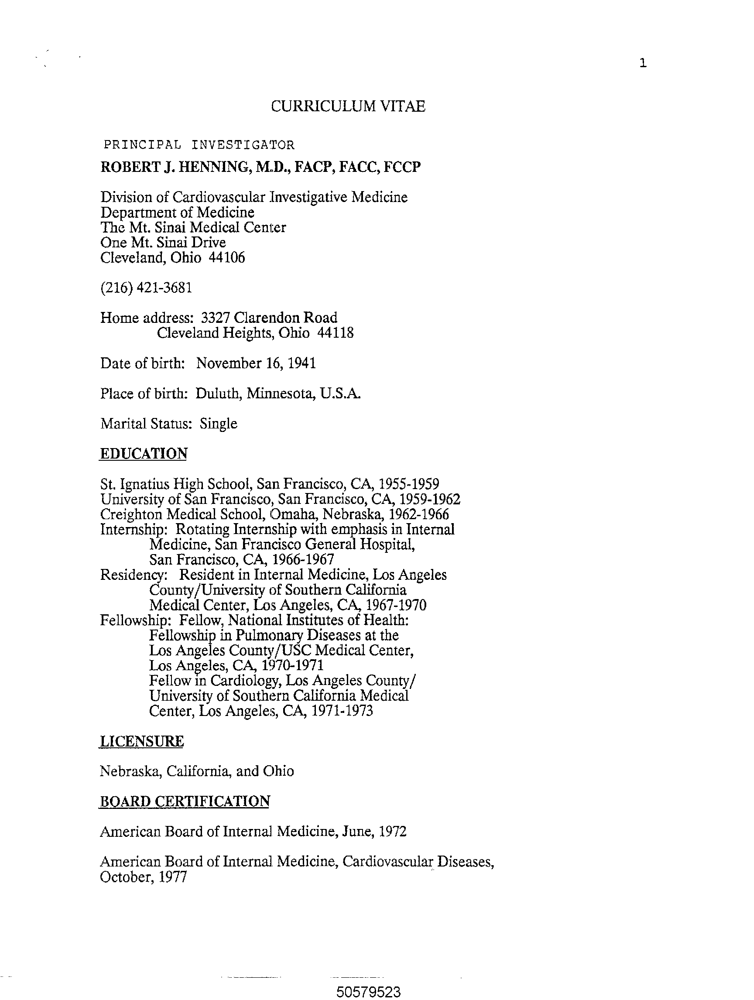 1
CURRICULUM VITAE
PRINCIPAL INVESTIGATOR
ROBERT J. HENNING, M.D., FACP, FACC, FCCP
Division of Cardiovascular Investigative Medicine
Department of Medicine
The Mt. Sinai Medical Center
One Mt. Sinai Drive
Cleveland, Ohio 44106
(216) 421-3681
Home address: 3327 Clarendon Road
Cleveland Heights, Ohio 44118
Date of birth: November 16, 1941
Place of birth: Duluth, Minnesota, U.S.A.
Marital Status: Single
EDUCATION
St. Ignatius High School, San Francisco, CA, 1955-1959
University of San Francisco, San Francisco, CA, 1959-1962
Creighton Medical School, Omaha, Nebraska, 1962-1966
Internship: Rotating Internship with emphasis in Internal
Medicine, San Francisco General Hospital,
San Francisco, CA, 1966-1967
Residency: Resident in Internal Medicine, Los Angeles
County/University of Southern California
Medical Center, Los Angeles, CA, 1967-1970
Fellowship: Fellow, National Institutes of Health:
Fellowship in Pulmonary Diseases at the
Los Angeles County/USC Medical Center,
Los Angeles, CA, 1970-1971
Fellow in Cardiology, Los Angeles County/
University of Southern California Medical
Center, Los Angeles, CA, 1971-1973
LICENSURE
Nebraska, California, and Ohio
BOARD CERTIFICATION
American Board of Internal Medicine, June, 1972
American Board of Internal Medicine, Cardiovascular Diseases,
October, 1977
50579523